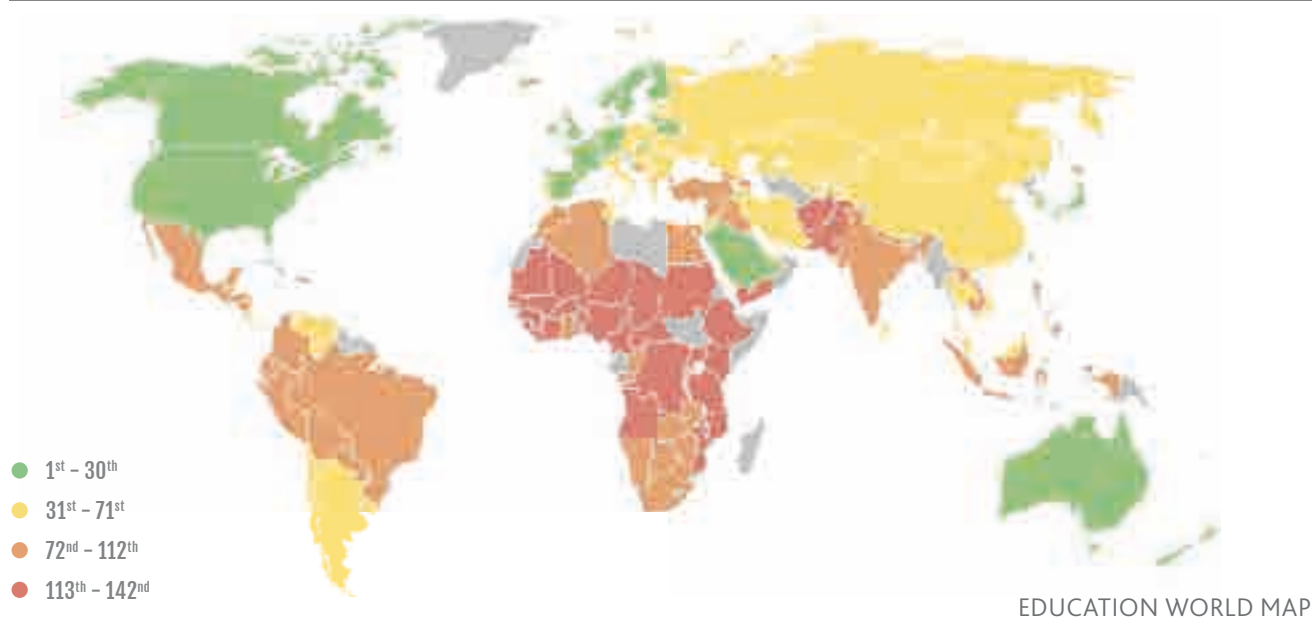 1st – 30th
31st – 71st
72nd – 112th
113th – 142nd
EDUCATION WORLD MAP